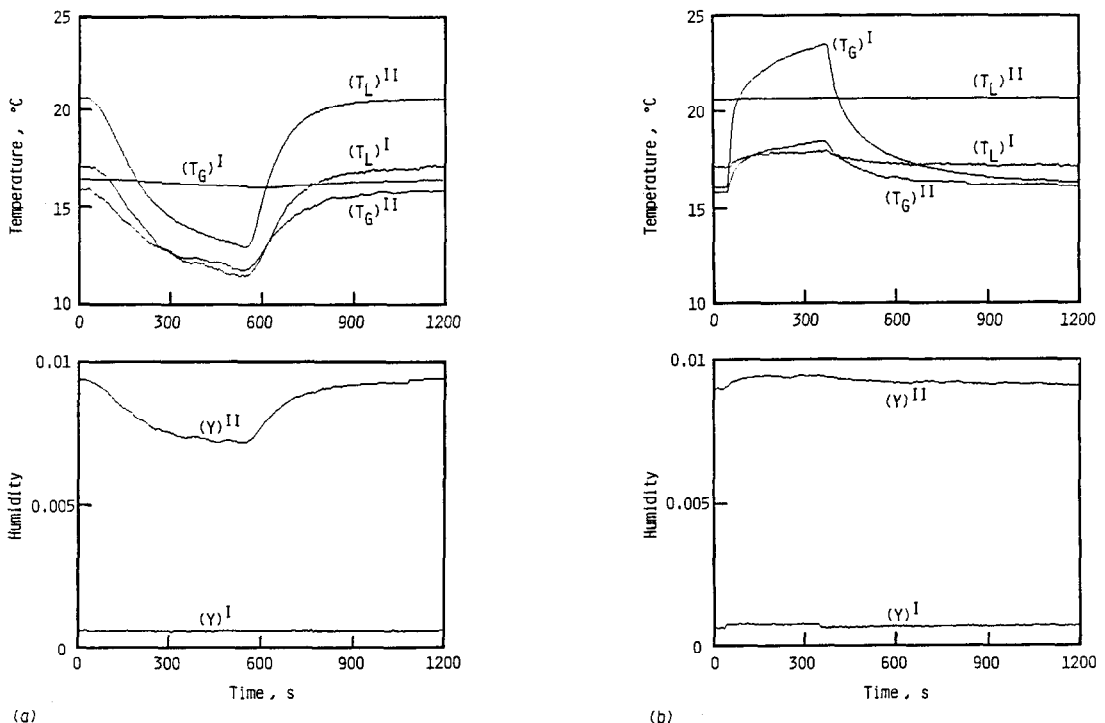 25
20
15
10
Temperature, °C
(T_L)^II
(T_L)^I
(T_G)^I
(T_G)^II
0 300 600 900 1200
0.01
0.005
0
Humidity
(Y)^II
(Y)^I
0 300 600 900 1200
Time, s
(a)
25
20
15
10
Temperature, °C
(T_G)^I
(T_L)^II
(T_L)^I
(T_G)^II
0 300 600 900 1200
0.01
0.005
0
Humidity
(Y)^II
(Y)^I
0 300 600 900 1200
Time, s
(b)